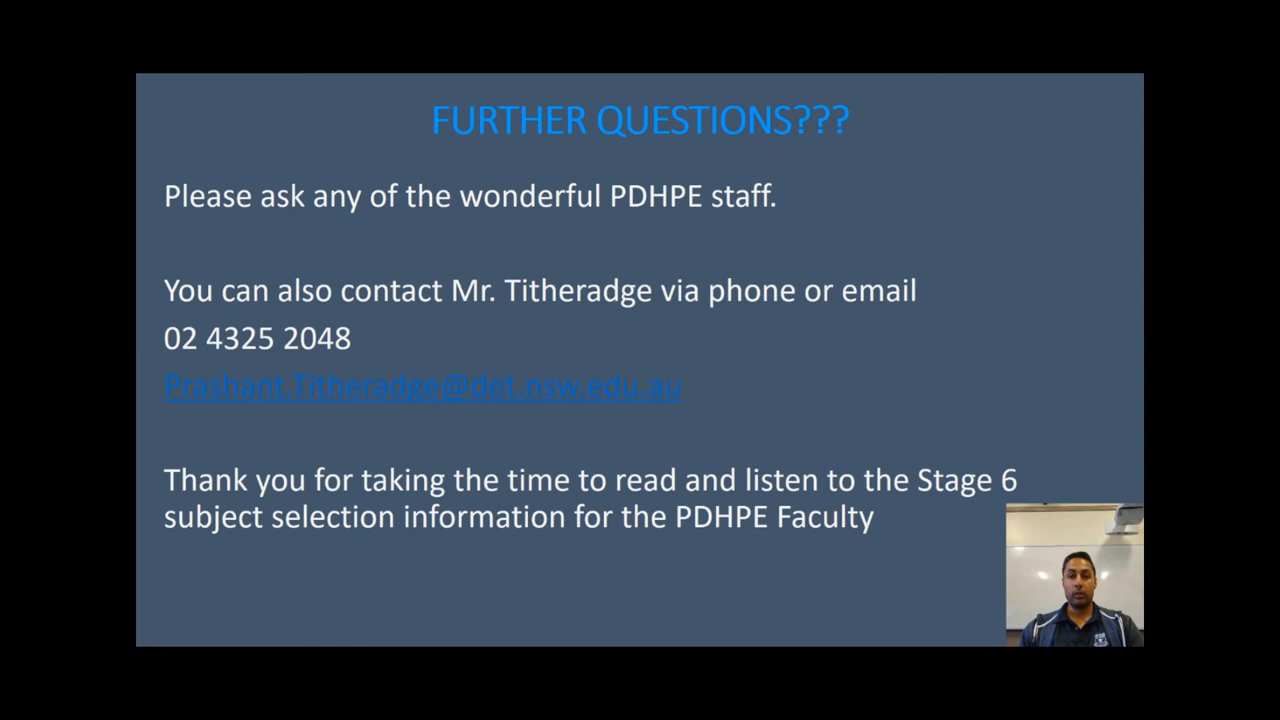 FURTHER QUESTIONS???
Please ask any of the wonderful PDHPE staff.
You can also contact Mr. Titheradge via phone or email
02 4325 2048
Prashant.Titheradge@det.nsw.edu.au
Thank you for taking the time to read and listen to the Stage 6
subject selection information for the PDHPE Faculty